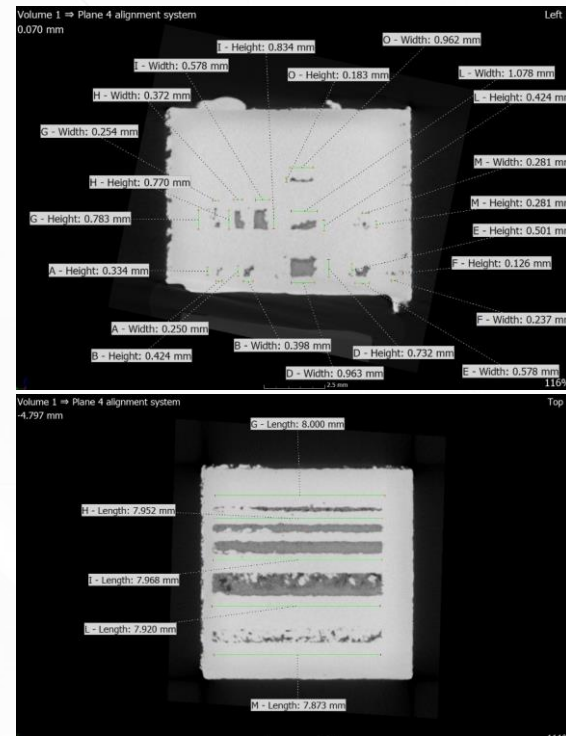 Volume 1 ⇒ Plane 4 alignment system
Left
0.070 mm
O - Width: 0.962 mm
I - Height: 0.834 mm
I - Width: 0.578 mm
O - Height: 0.183 mm
L - Width: 1.078 mm
H - Width: 0.372 mm
L - Height: 0.424 mm
G - Width: 0.254 mm
M - Width: 0.281 mm
H - Height: 0.770 mm
M - Height: 0.281 mm
G - Height: 0.783 mm
E - Height: 0.501 mm
F - Height: 0.126 mm
A - Height: 0.334 mm
F - Width: 0.237 mm
A - Width: 0.250 mm
B - Width: 0.398 mm
D - Height: 0.732 mm
B - Height: 0.424 mm
D - Width: 0.963 mm
E - Width: 0.578 mm
2.5 mm
116%
Volume 1 ⇒ Plane 4 alignment system
Top
-4.797 mm
G - Length: 8.000 mm
H - Length: 7.952 mm
I - Length: 7.968 mm
L - Length: 7.920 mm
M - Length: 7.873 mm